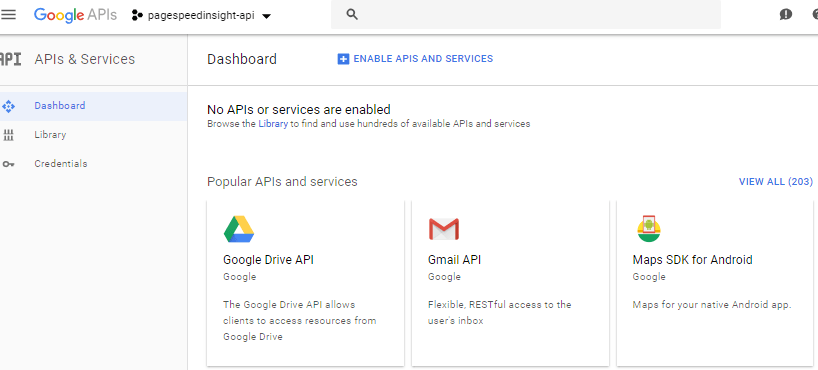 Google APIs pagespeedinsight-api
API APIs & Services
Dashboard ENABLE APIS AND SERVICES
Dashboard
Library
Credentials
No APIs or services are enabled
Browse the Library to find and use hundreds of available APIs and services
Popular APIs and services
VIEW ALL (203)
Google Drive API
Google
The Google Drive API allows
clients to access resources from
Google Drive
Gmail API
Google
Flexible, RESTful access to the
user's inbox
Maps SDK for Android
Google
Maps for your native Android app.